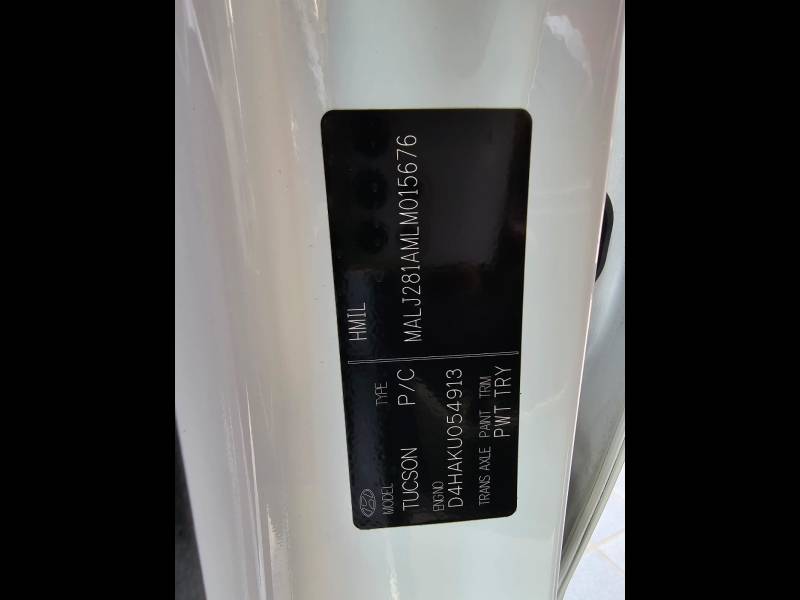 HMIL
MALJ281AMLM015676
MODEL TYPE
TUCSON P/C
ENG NO
D4HAKU054913
TRANS AXLE PAINT TRIM
PWT TRY